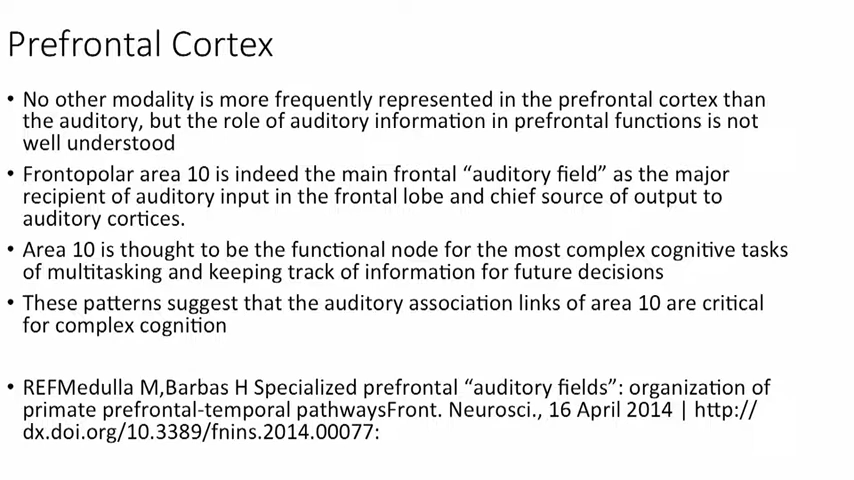 Prefrontal Cortex
• No other modality is more frequently represented in the prefrontal cortex than
the auditory, but the role of auditory information in prefrontal functions is not
well understood
• Frontopolar area 10 is indeed the main frontal “auditory field” as the major
recipient of auditory input in the frontal lobe and chief source of output to
auditory cortices.
• Area 10 is thought to be the functional node for the most complex cognitive tasks
of multitasking and keeping track of information for future decisions
• These patterns suggest that the auditory association links of area 10 are critical
for complex cognition
• REFMedulla M,Barbas H Specialized prefrontal “auditory fields”: organization of
primate prefrontal-temporal pathwaysFront. Neurosci., 16 April 2014 | http://
dx.doi.org/10.3389/fnins.2014.00077: